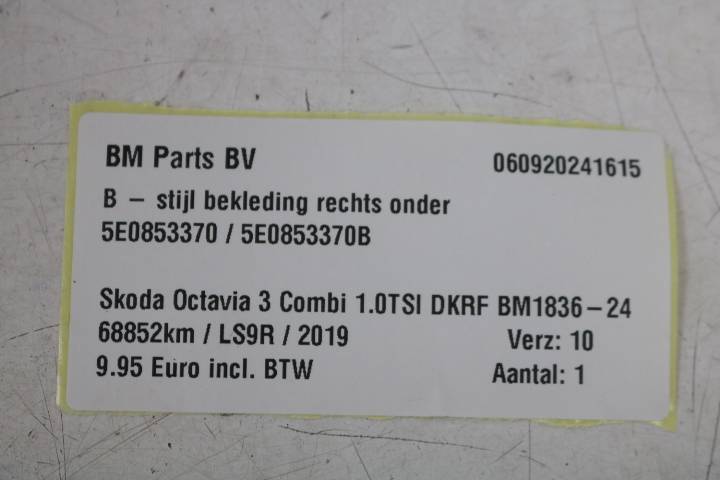 BM Parts BV 060920241615
B – stijl bekleding rechts onder
5E0853370 / 5E0853370B
Skoda Octavia 3 Combi 1.0TSI DKRF BM1836-24
68852km / LS9R / 2019 Verz: 10
9.95 Euro incl. BTW Aantal: 1